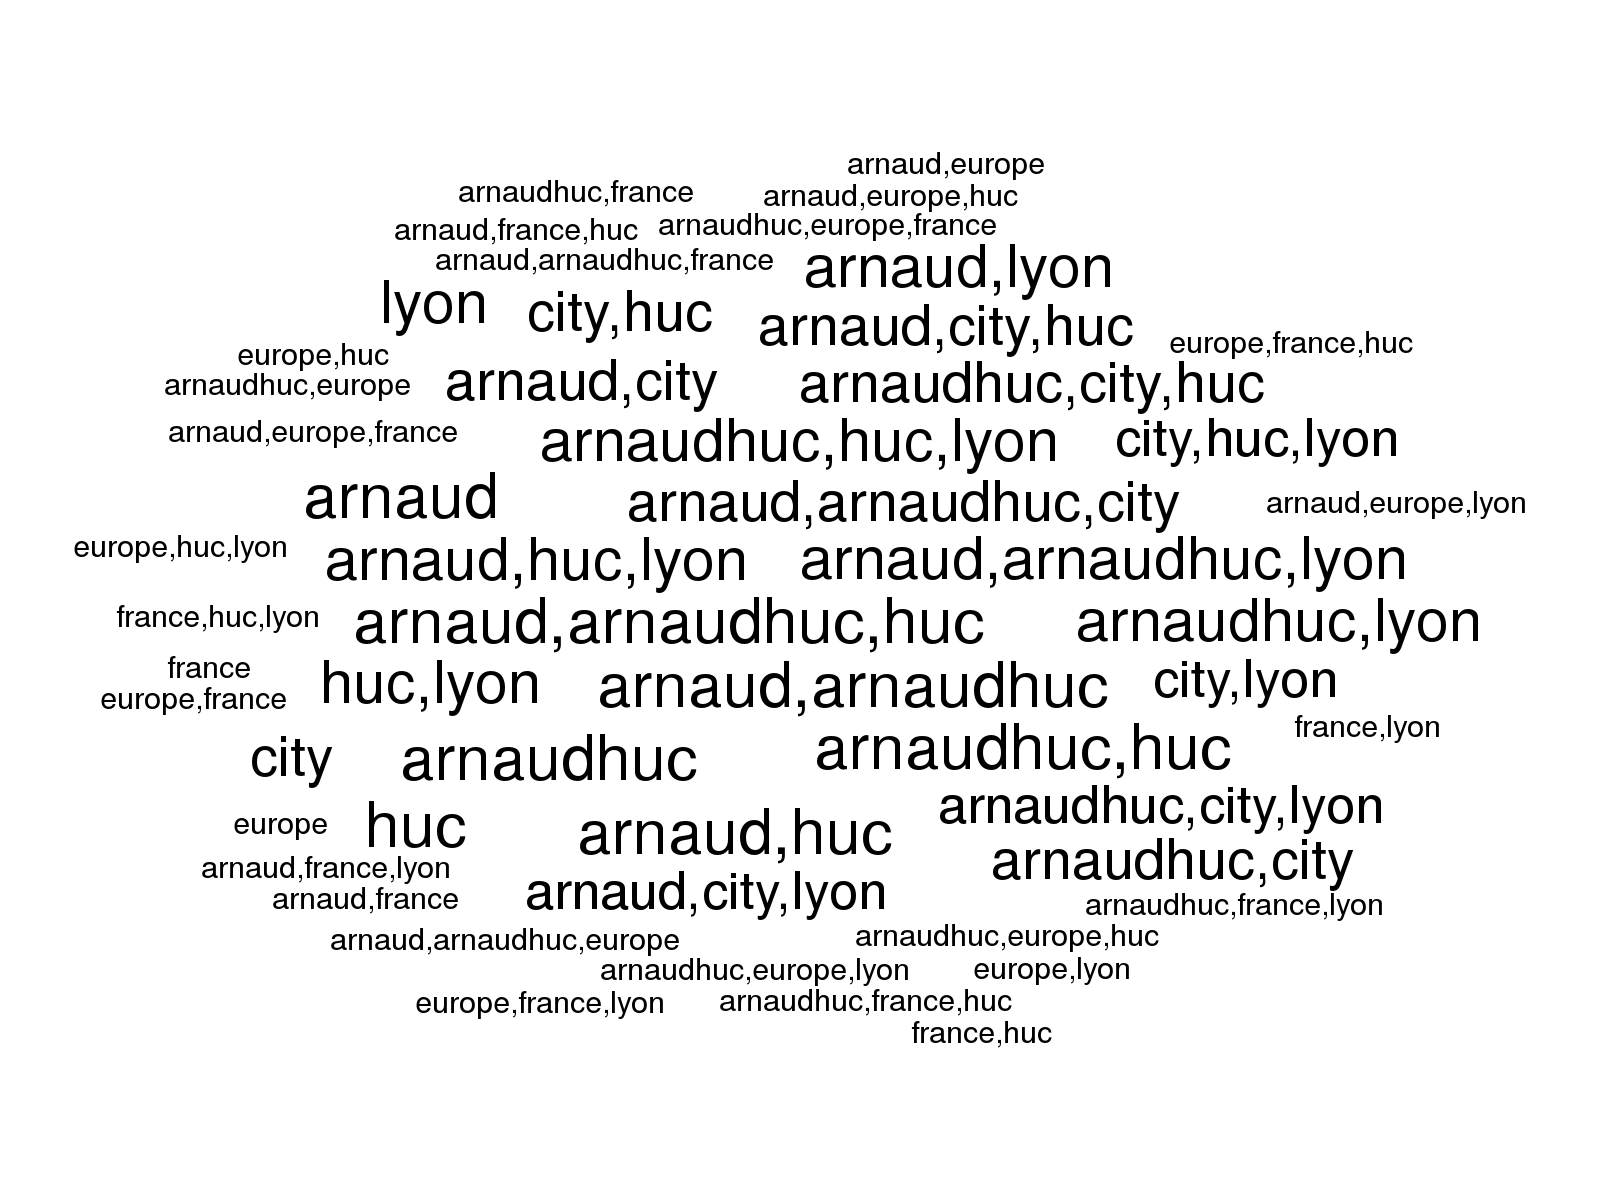 arnaud,europe
arnaudhuc,france
arnaud,europe,huc
arnaud,france,huc
arnaudhuc,europe,france
arnaud,arnaudhuc,france
arnaud,lyon
lyon
city,huc
arnaud,city,huc
europe,france,huc
europe,huc
arnaudhuc,europe
arnaud,city
arnaudhuc,city,huc
arnaud,europe,france
arnaudhuc,huc,lyon
city,huc,lyon
arnaud
arnaud,arnaudhuc,city
arnaud,europe,lyon
europe,huc,lyon
arnaud,huc,lyon
arnaud,arnaudhuc,lyon
france,huc,lyon
arnaud,arnaudhuc,huc
arnaudhuc,lyon
france
europe,france
huc,lyon
arnaud,arnaudhuc
city,lyon
france,lyon
city
arnaudhuc
arnaudhuc,huc
arnaudhuc,city,lyon
europe
huc
arnaud,huc
arnaudhuc,city
arnaud,france,lyon
arnaud,france
arnaud,city,lyon
arnaudhuc,france,lyon
arnaud,arnaudhuc,europe
arnaudhuc,europe,huc
arnaudhuc,europe,lyon
europe,lyon
europe,france,lyon
arnaudhuc,france,huc
france,huc